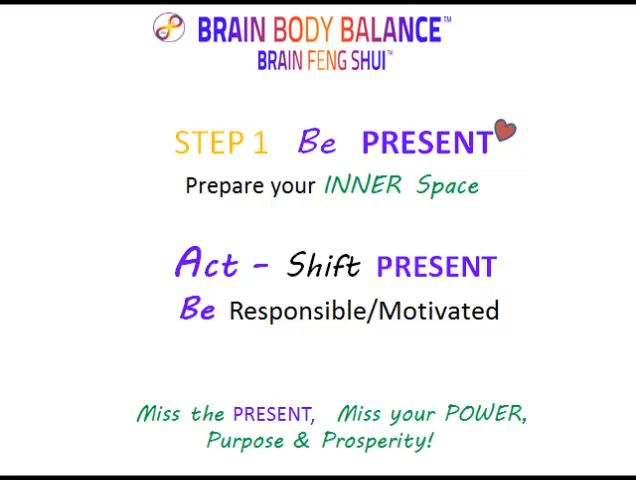 BRAIN BODY BALANCE™
BRAIN FENG SHUI™
STEP 1 Be PRESENT
Prepare your INNER Space
Act - Shift PRESENT
Be Responsible/Motivated
Miss the PRESENT, Miss your POWER,
Purpose & Prosperity!